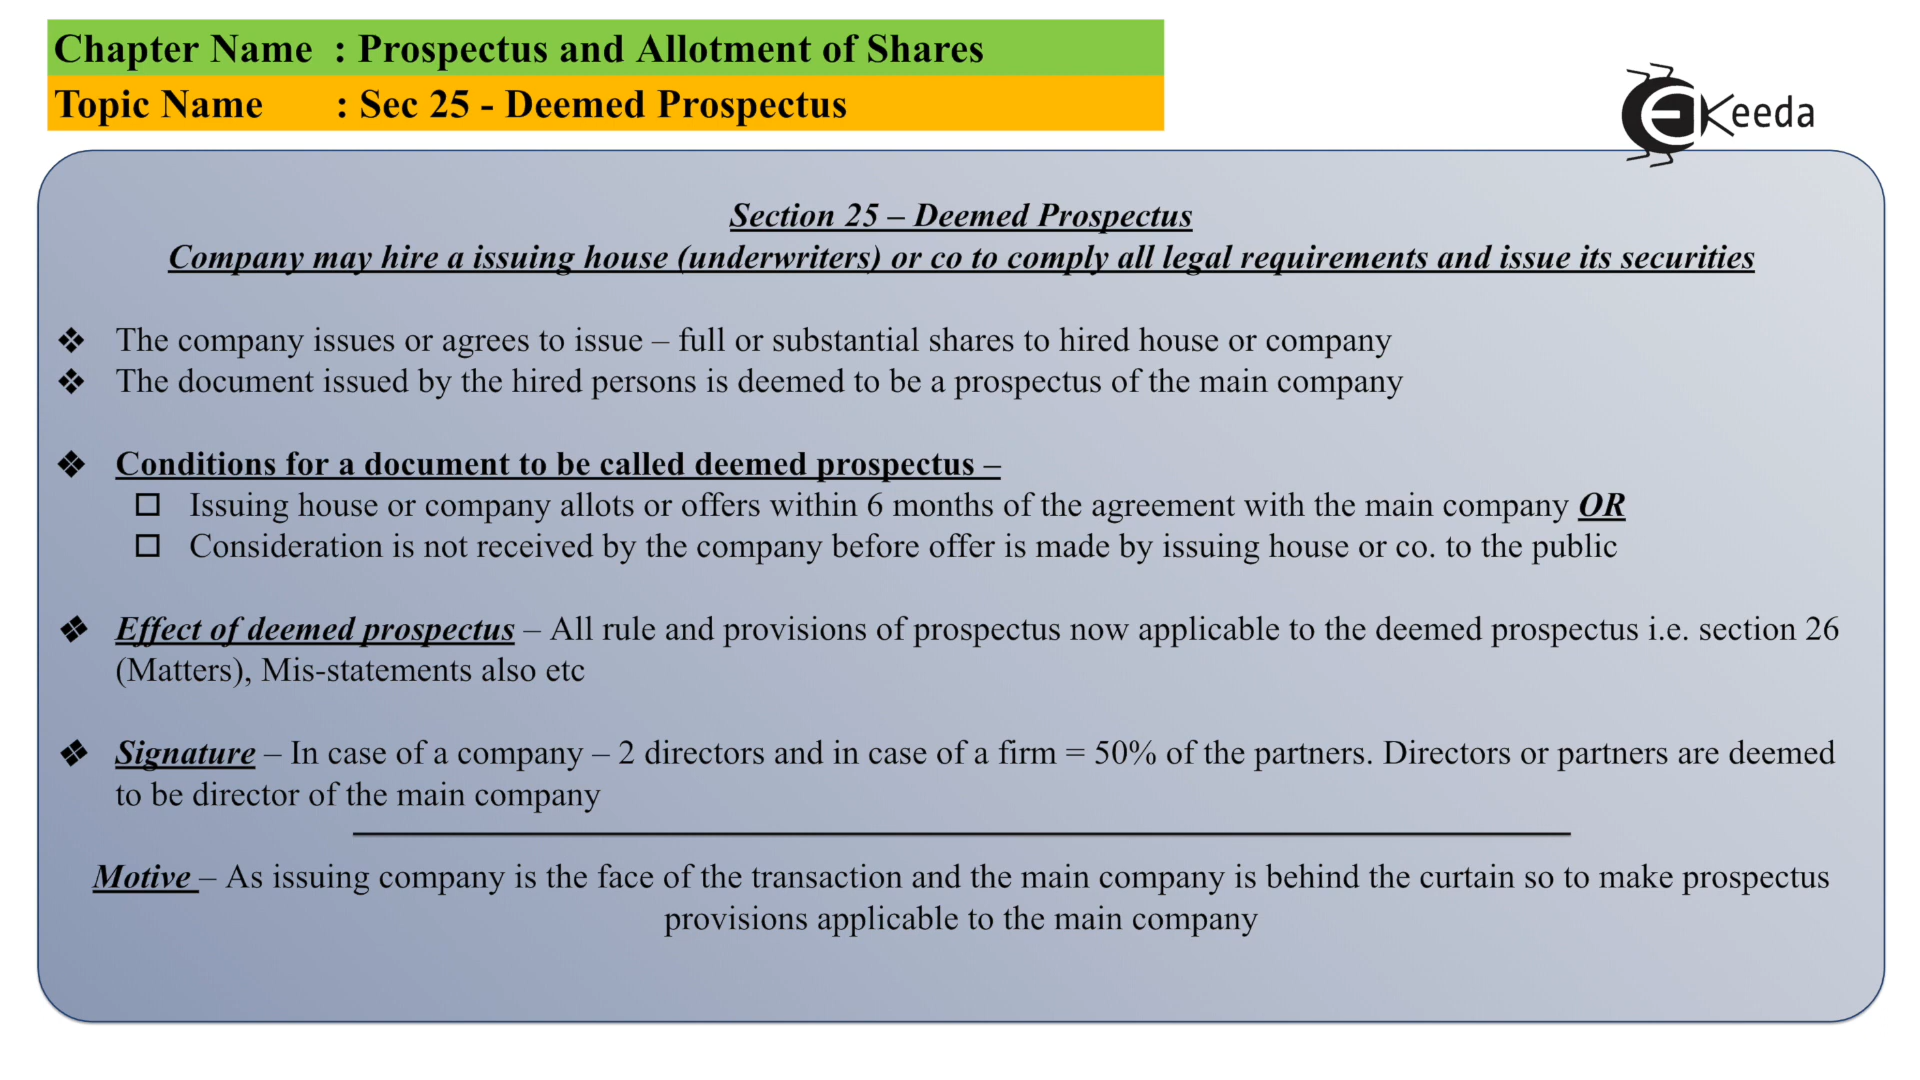 Chapter Name : Prospectus and Allotment of Shares
Topic Name : Sec 25 - Deemed Prospectus
EKeeda
Section 25 – Deemed Prospectus
Company may hire a issuing house (underwriters) or co to comply all legal requirements and issue its securities
❖ The company issues or agrees to issue – full or substantial shares to hired house or company
❖ The document issued by the hired persons is deemed to be a prospectus of the main company
❖ Conditions for a document to be called deemed prospectus –
☐ Issuing house or company allots or offers within 6 months of the agreement with the main company OR
☐ Consideration is not received by the company before offer is made by issuing house or co. to the public
❖ Effect of deemed prospectus – All rule and provisions of prospectus now applicable to the deemed prospectus i.e. section 26
(Matters), Mis-statements also etc
❖ Signature – In case of a company – 2 directors and in case of a firm = 50% of the partners. Directors or partners are deemed
to be director of the main company
Motive – As issuing company is the face of the transaction and the main company is behind the curtain so to make prospectus
provisions applicable to the main company